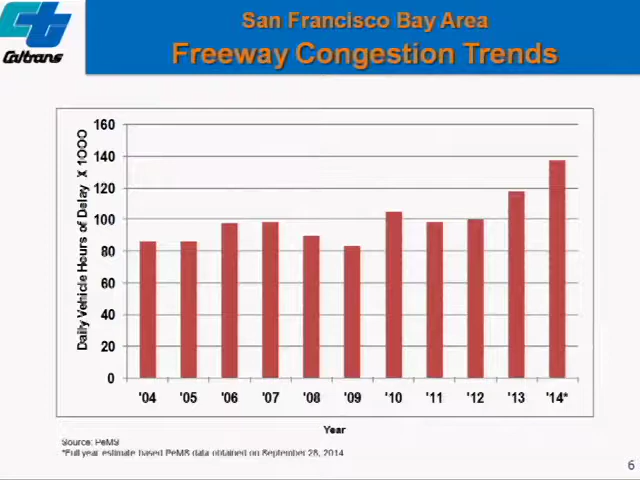 Caltrans
San Francisco Bay Area
Freeway Congestion Trends
Daily Vehicle Hours of Delay X 1000
160
140
120
100
80
60
40
20
0
'04 '05 '06 '07 '08 '09 '10 '11 '12 '13 '14*
Year
Source: PeMS
*Full year estimate based PeMS data obtained on September 28, 2014
6